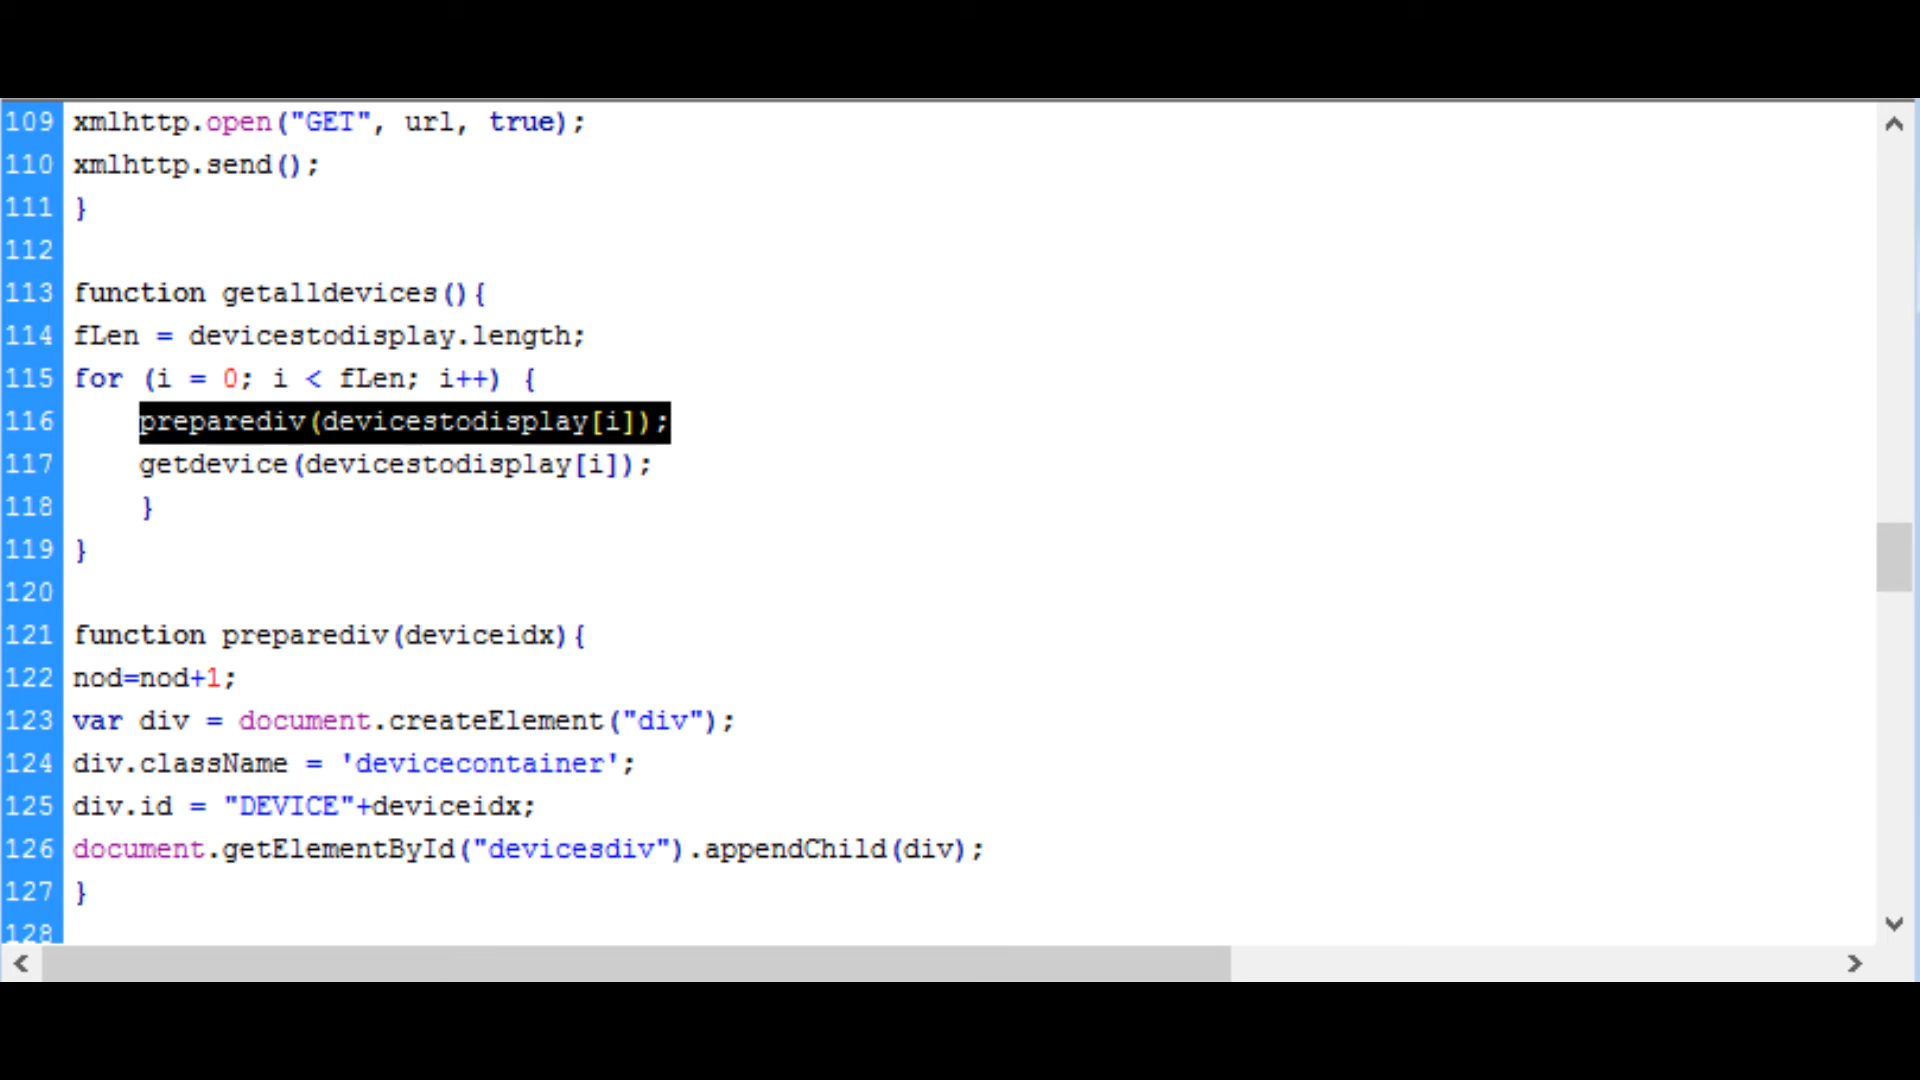 109 xmlhttp.open("GET", url, true);
110 xmlhttp.send();
111 }
112
113 function getalldevices(){
114 fLen = devicestodisplay.length;
115 for (i = 0; i < fLen; i++) {
116     preparediv(devicestodisplay[i]);
117     getdevice(devicestodisplay[i]);
118     }
119 }
120
121 function preparediv(deviceidx){
122 nod=nod+1;
123 var div = document.createElement("div");
124 div.className = 'devicecontainer';
125 div.id = "DEVICE"+deviceidx;
126 document.getElementById("devicesdiv").appendChild(div);
127 }
128